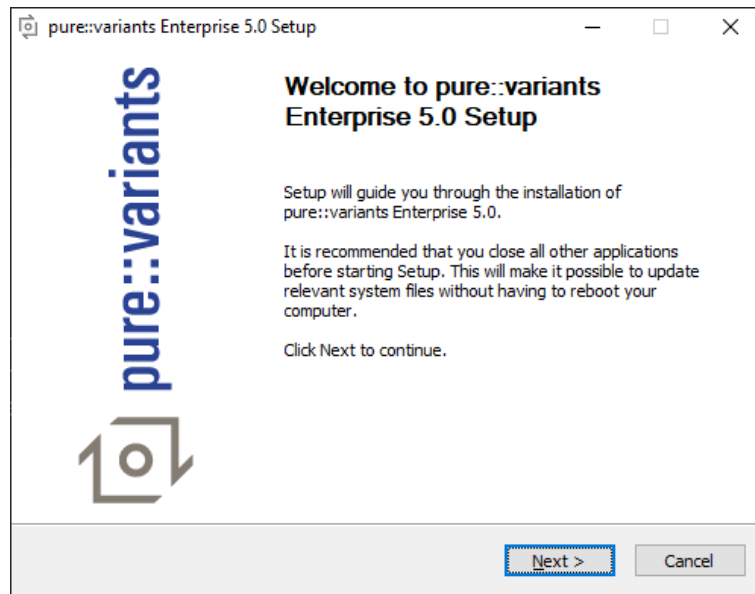 pure::variants Enterprise 5.0 Setup
pure::variants
Welcome to pure::variants
Enterprise 5.0 Setup
Setup will guide you through the installation of
pure::variants Enterprise 5.0.
It is recommended that you close all other applications
before starting Setup. This will make it possible to update
relevant system files without having to reboot your
computer.
Click Next to continue.
Next >
Cancel